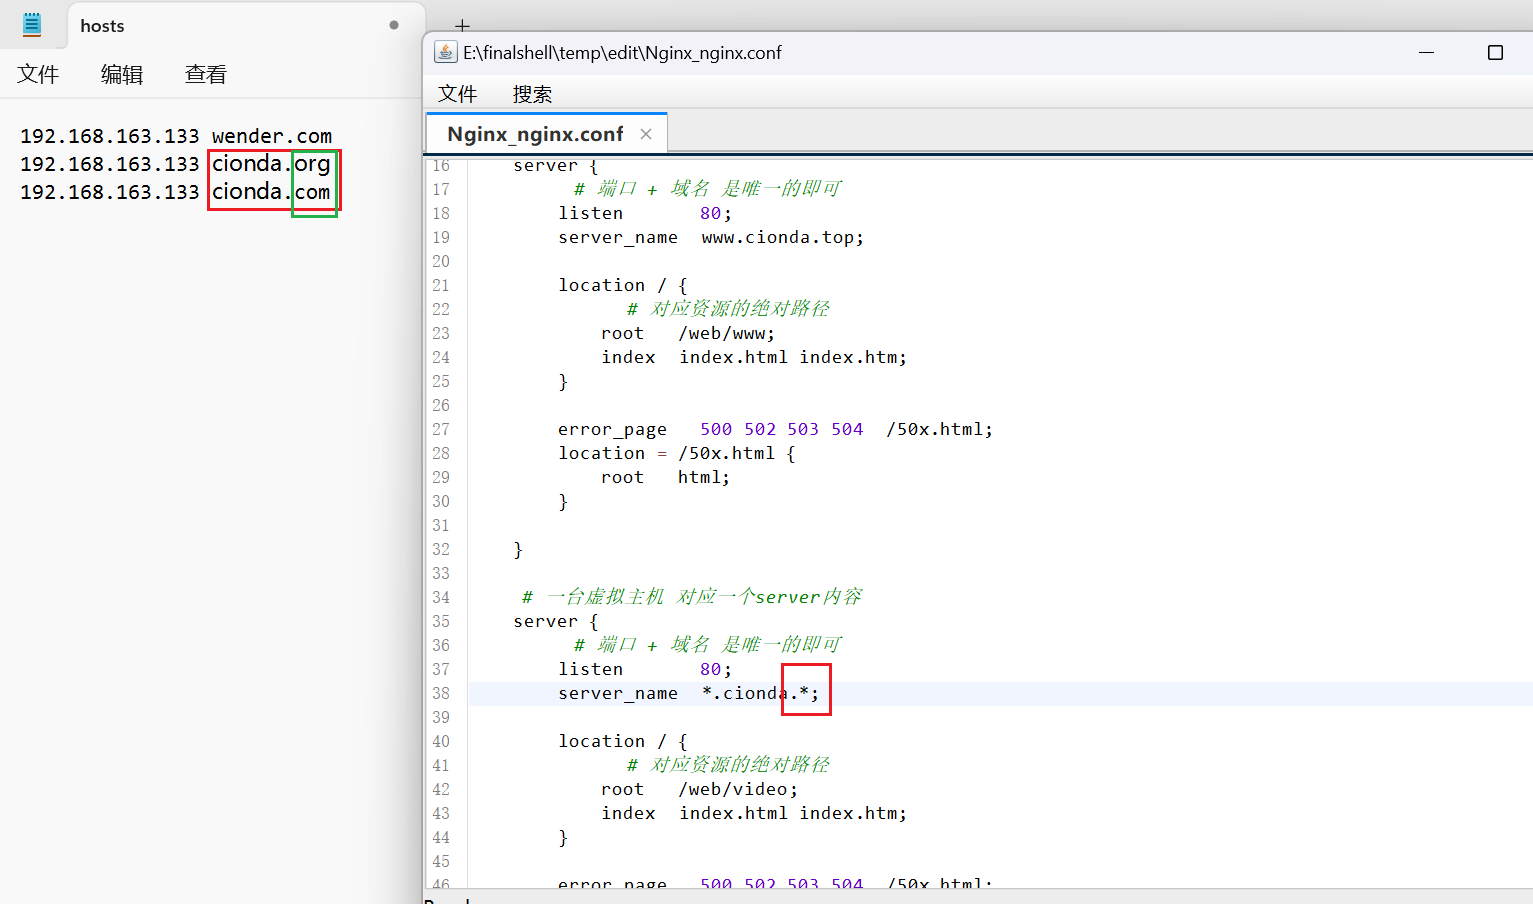 hosts
文件 编辑 查看
192.168.163.133 wender.com
192.168.163.133 cionda.org
192.168.163.133 cionda.com
E:\finalshell\temp\edit\Nginx_nginx.conf
文件 搜索
Nginx_nginx.conf
16 server {
17 # 端口 + 域名 是唯一的即可
18 listen 80;
19 server_name www.cionda.top;
20
21 location / {
22 # 对应资源的绝对路径
23 root /web/www;
24 index index.html index.htm;
25 }
26
27 error_page 500 502 503 504 /50x.html;
28 location = /50x.html {
29 root html;
30 }
31
32 }
33
34 # 一台虚拟主机 对应一个server内容
35 server {
36 # 端口 + 域名 是唯一的即可
37 listen 80;
38 server_name *.cionda.*;
39
40 location / {
41 # 对应资源的绝对路径
42 root /web/video;
43 index index.html index.htm;
44 }
45
46 error_page 500 502 503 504 /50x.html;